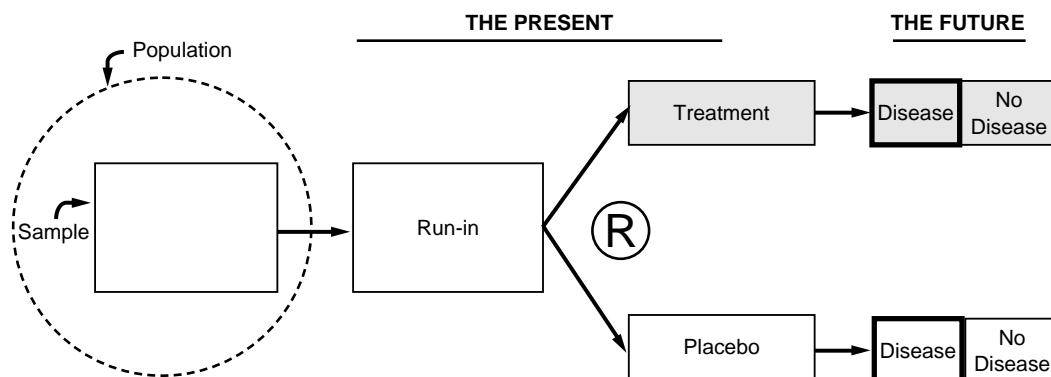 THE PRESENT
THE FUTURE
Population
Treatment
Disease
No
Disease
Sample
Run-in
R
Placebo
Disease
No
Disease